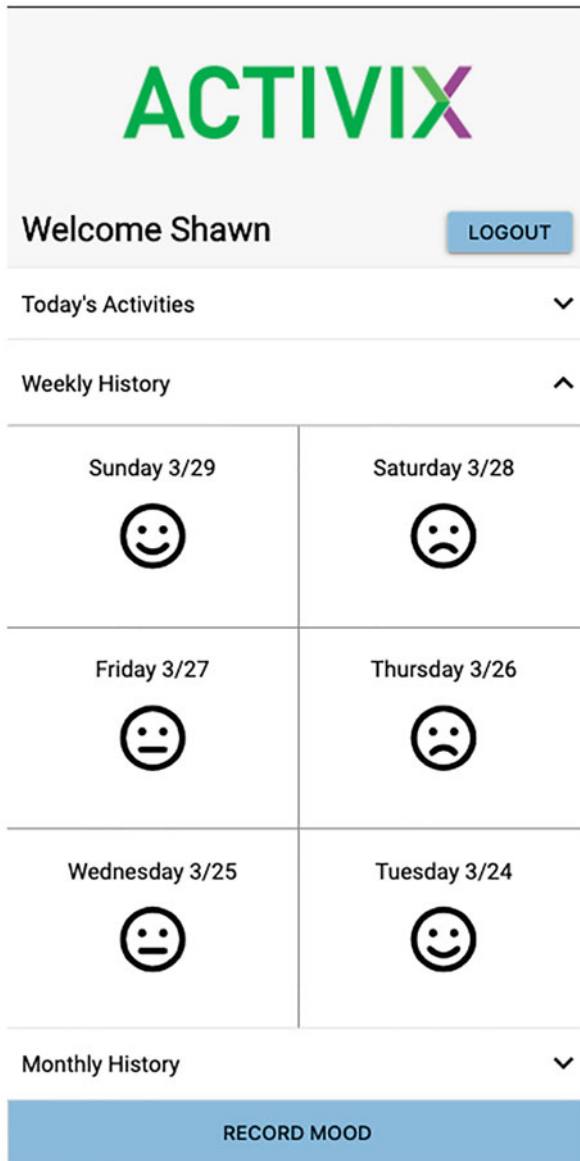 ACTIVIX
Welcome Shawn
LOGOUT
Today's Activities
Weekly History
Sunday 3/29
Saturday 3/28
Friday 3/27
Thursday 3/26
Wednesday 3/25
Tuesday 3/24
Monthly History
RECORD MOOD